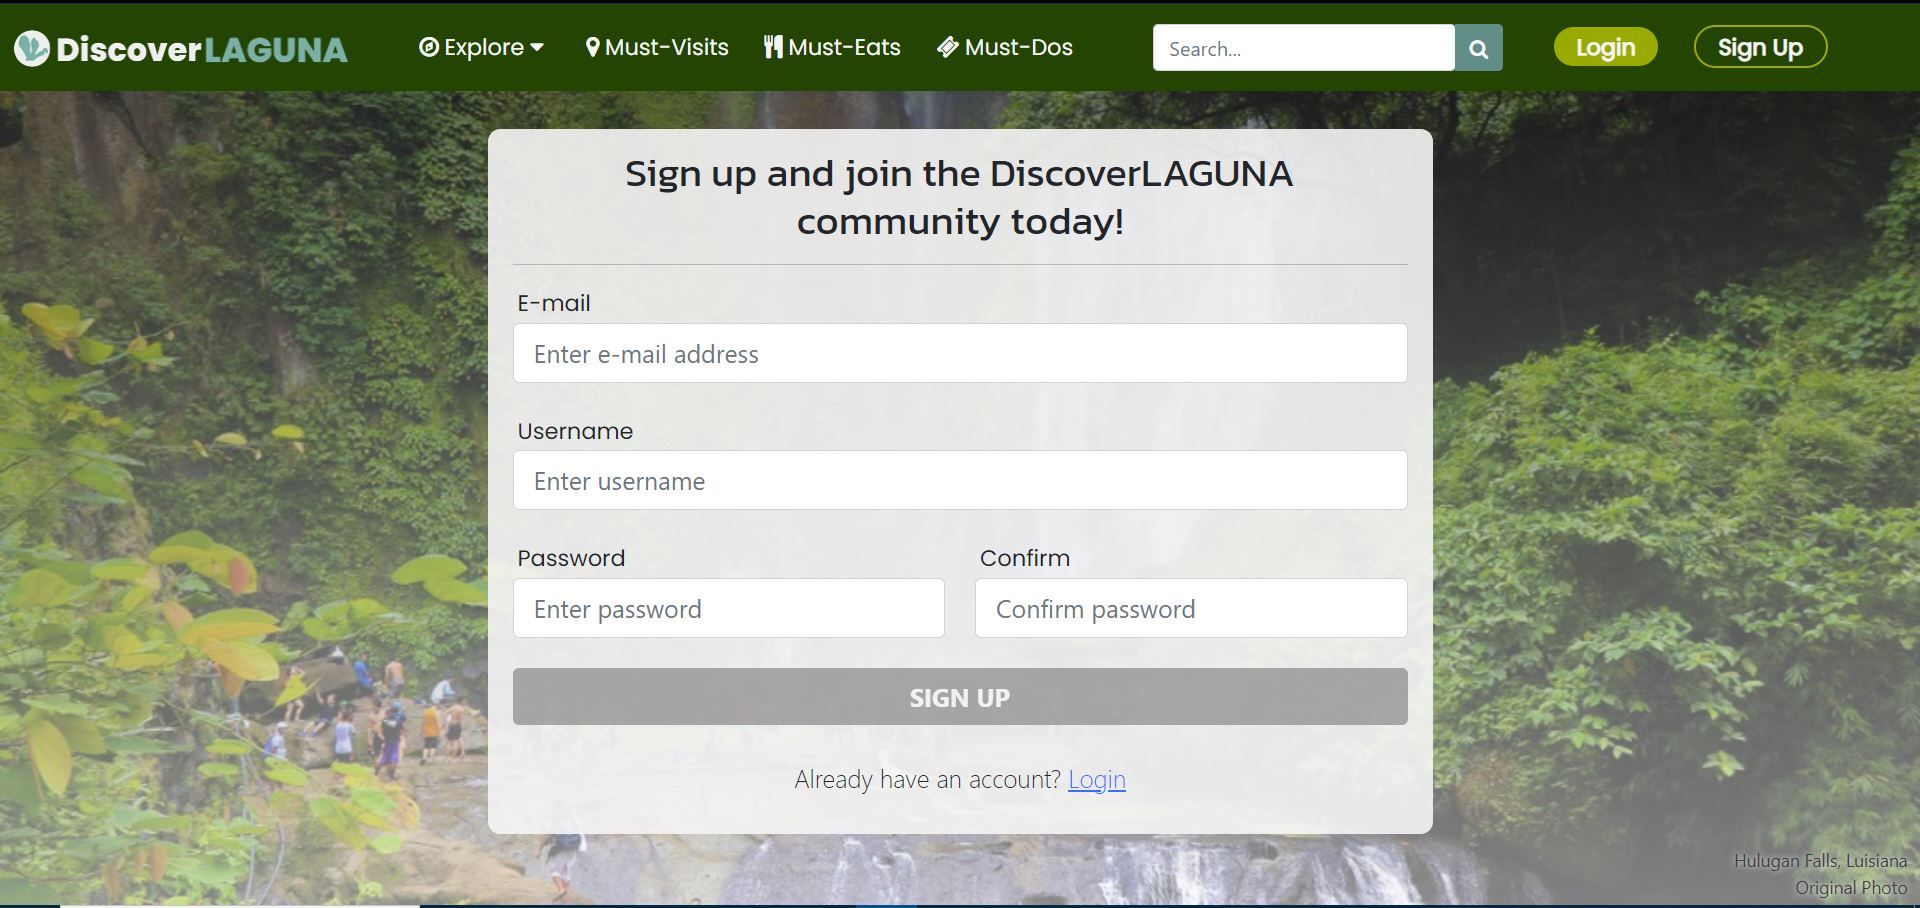 DiscoverLAGUNA Explore Must-Visits Must-Eats Must-Dos Search... Login Sign Up
Sign up and join the DiscoverLAGUNA
community today!
E-mail
Enter e-mail address
Username
Enter username
Password Confirm
Enter password Confirm password
SIGN UP
Already have an account? Login
Hulugan Falls, Luisiana
Original Photo